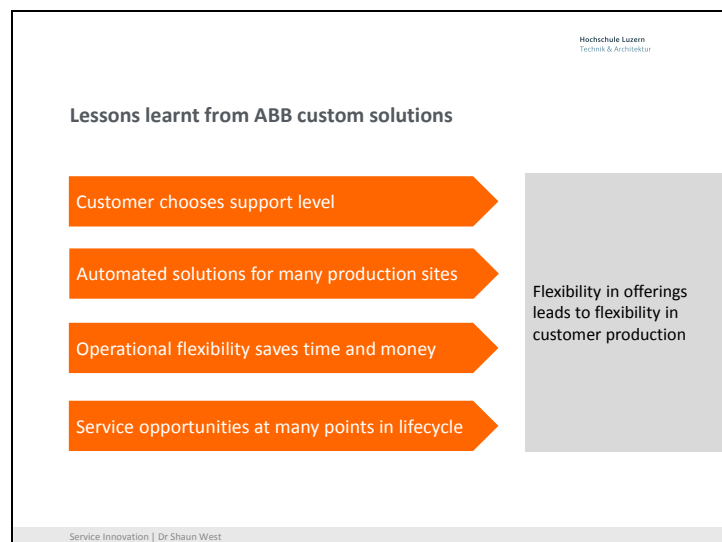 Hochschule Luzern
Technik & Architektur
Lessons learnt from ABB custom solutions
Customer chooses support level
Automated solutions for many production sites
Operational flexibility saves time and money
Service opportunities at many points in lifecycle
Flexibility in offerings
leads to flexibility in
customer production
Service Innovation | Dr Shaun West